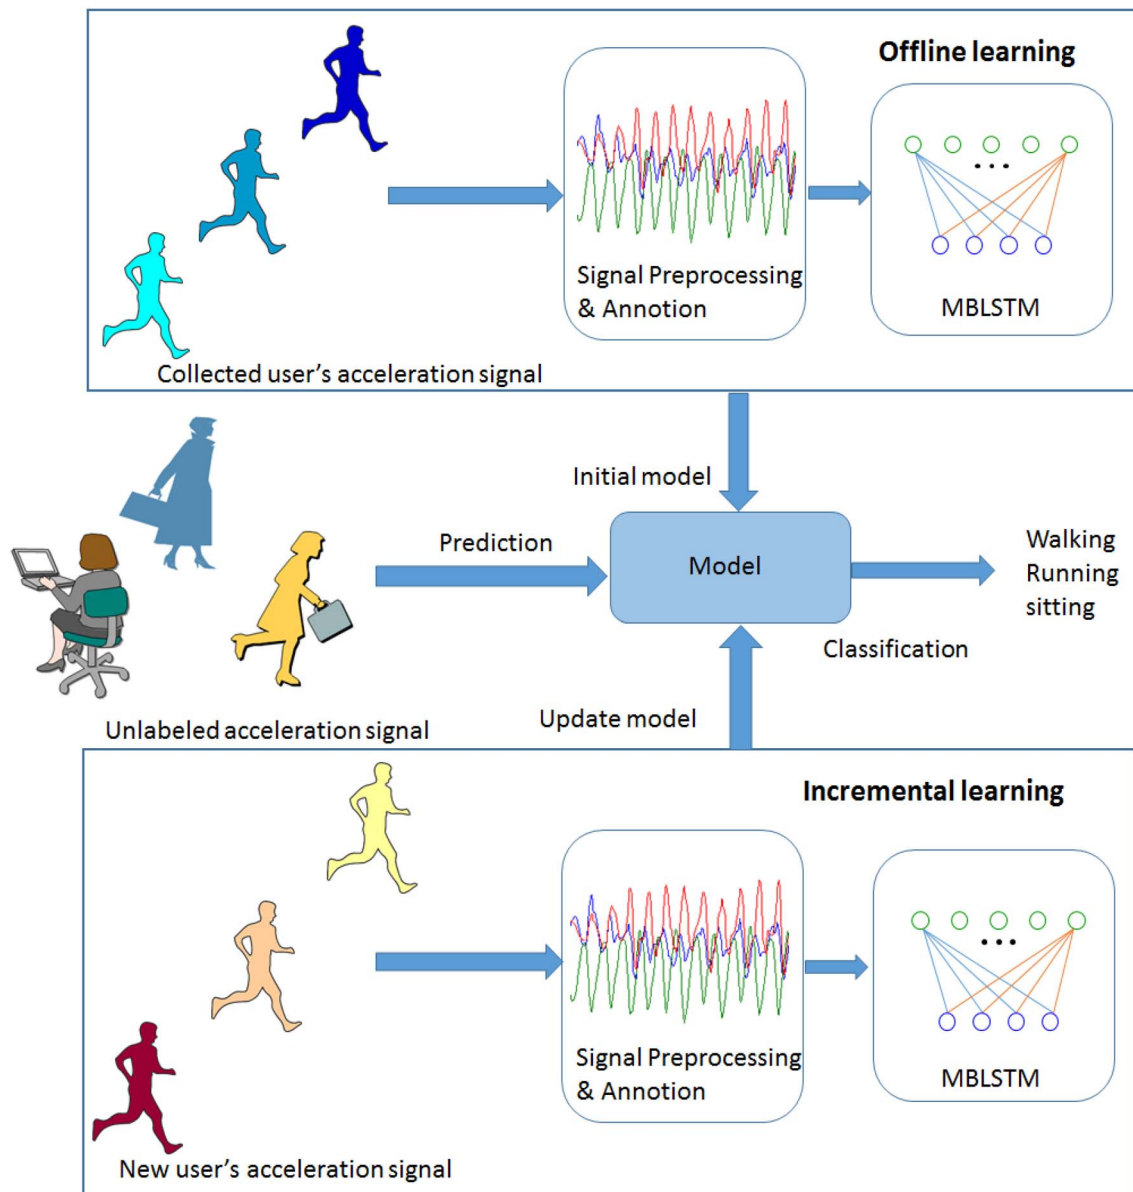 Offline learning
Signal Preprocessing
& Annotion
MBLSTM
Collected user's acceleration signal
Initial model
Prediction
Model
Walking
Running
sitting
Classification
Unlabeled acceleration signal
Update model
Incremental learning
Signal Preprocessing
& Annotion
MBLSTM
New user's acceleration signal